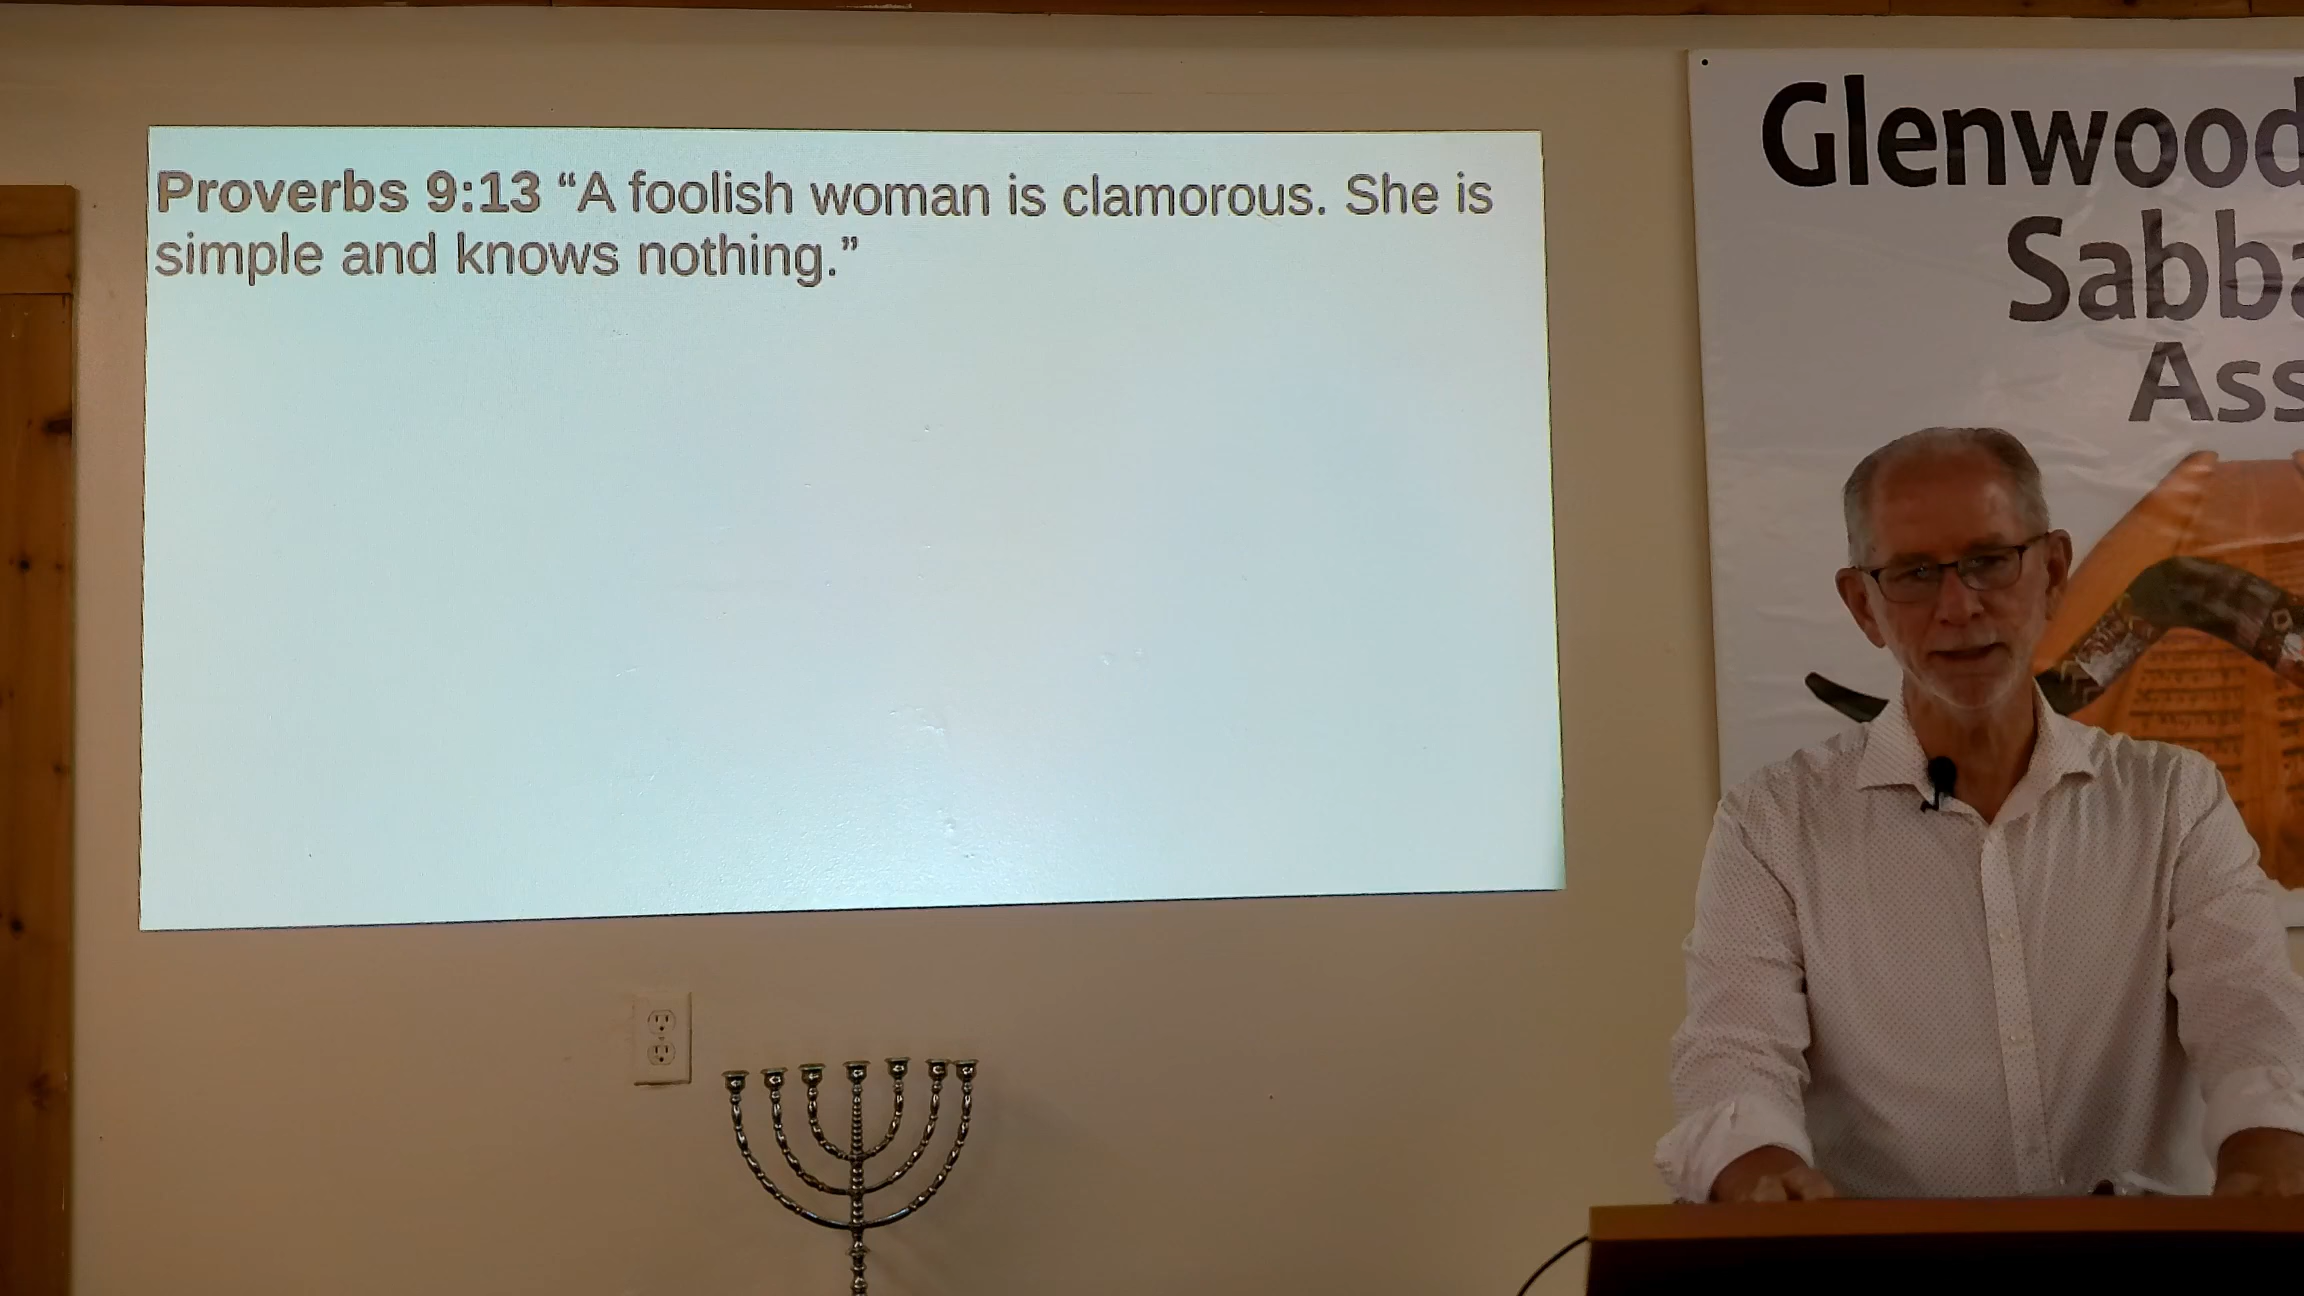 Proverbs 9:13 “A foolish woman is clamorous. She is
simple and knows nothing.”
Glenwood
Sabba
Ass